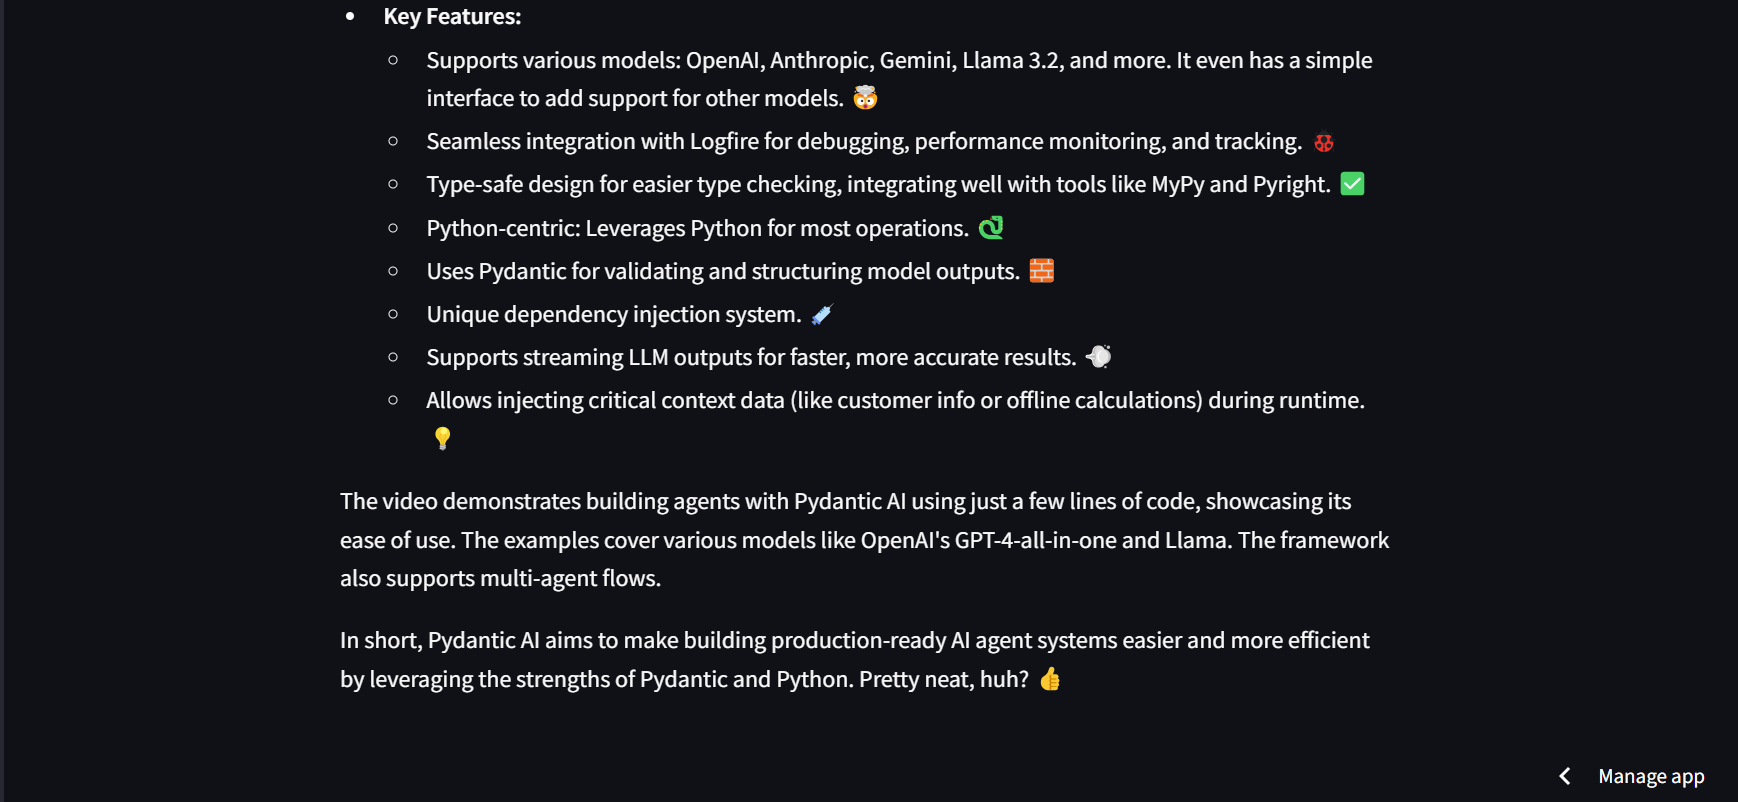 Key Features:
Supports various models: OpenAI, Anthropic, Gemini, Llama 3.2, and more. It even has a simple
interface to add support for other models. 🤯
Seamless integration with Logfire for debugging, performance monitoring, and tracking. 🐞
Type-safe design for easier type checking, integrating well with tools like MyPy and Pyright. ✅
Python-centric: Leverages Python for most operations. 🐍
Uses Pydantic for validating and structuring model outputs. 🧱
Unique dependency injection system. 💉
Supports streaming LLM outputs for faster, more accurate results. 💨
Allows injecting critical context data (like customer info or offline calculations) during runtime.
💡
The video demonstrates building agents with Pydantic AI using just a few lines of code, showcasing its
ease of use. The examples cover various models like OpenAI's GPT-4-all-in-one and Llama. The framework
also supports multi-agent flows.
In short, Pydantic AI aims to make building production-ready AI agent systems easier and more efficient
by leveraging the strengths of Pydantic and Python. Pretty neat, huh? 👍
Manage app